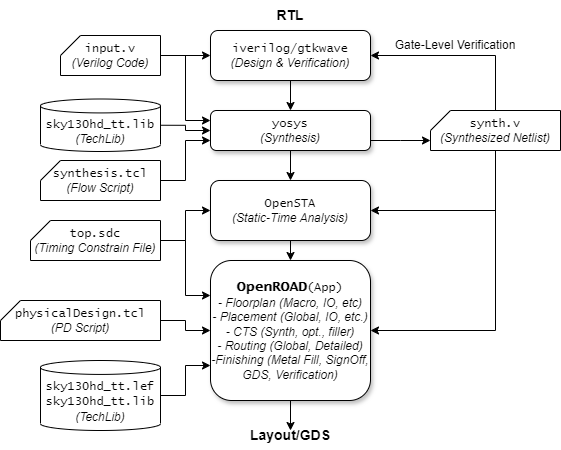 RTL
input.v
(Verilog Code)
iverilog/gtkwave
(Design & Verification)
Gate-Level Verification
sky130hd_tt.lib
(TechLib)
yosys
(Synthesis)
synth.v
(Synthesized Netlist)
synthesis.tcl
(Flow Script)
OpenSTA
(Static-Time Analysis)
top.sdc
(Timing Constrain File)
OpenROAD(App)
- Floorplan (Macro, IO, etc)
- Placement (Global, IO, etc.)
- CTS (Synth, opt., filler)
- Routing (Global, Detailed)
-Finishing (Metal Fill, SignOff,
GDS, Verification)
physicalDesign.tcl
(PD Script)
sky130hd_tt.lef
sky130hd_tt.lib
(TechLib)
Layout/GDS